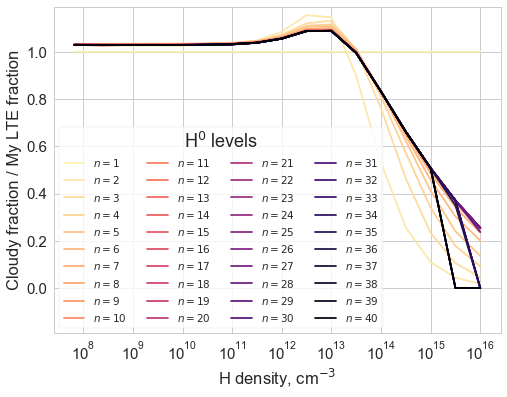 Cloudy fraction / My LTE fraction
1.0
0.8
0.6
0.4
0.2
0.0
H⁰ levels
n = 1 n = 11 n = 21 n = 31
n = 2 n = 12 n = 22 n = 32
n = 3 n = 13 n = 23 n = 33
n = 4 n = 14 n = 24 n = 34
n = 5 n = 15 n = 25 n = 35
n = 6 n = 16 n = 26 n = 36
n = 7 n = 17 n = 27 n = 37
n = 8 n = 18 n = 28 n = 38
n = 9 n = 19 n = 29 n = 39
n = 10 n = 20 n = 30 n = 40
10⁸ 10⁹ 10¹⁰ 10¹¹ 10¹² 10¹³ 10¹⁴ 10¹⁵ 10¹⁶
H density, cm⁻³